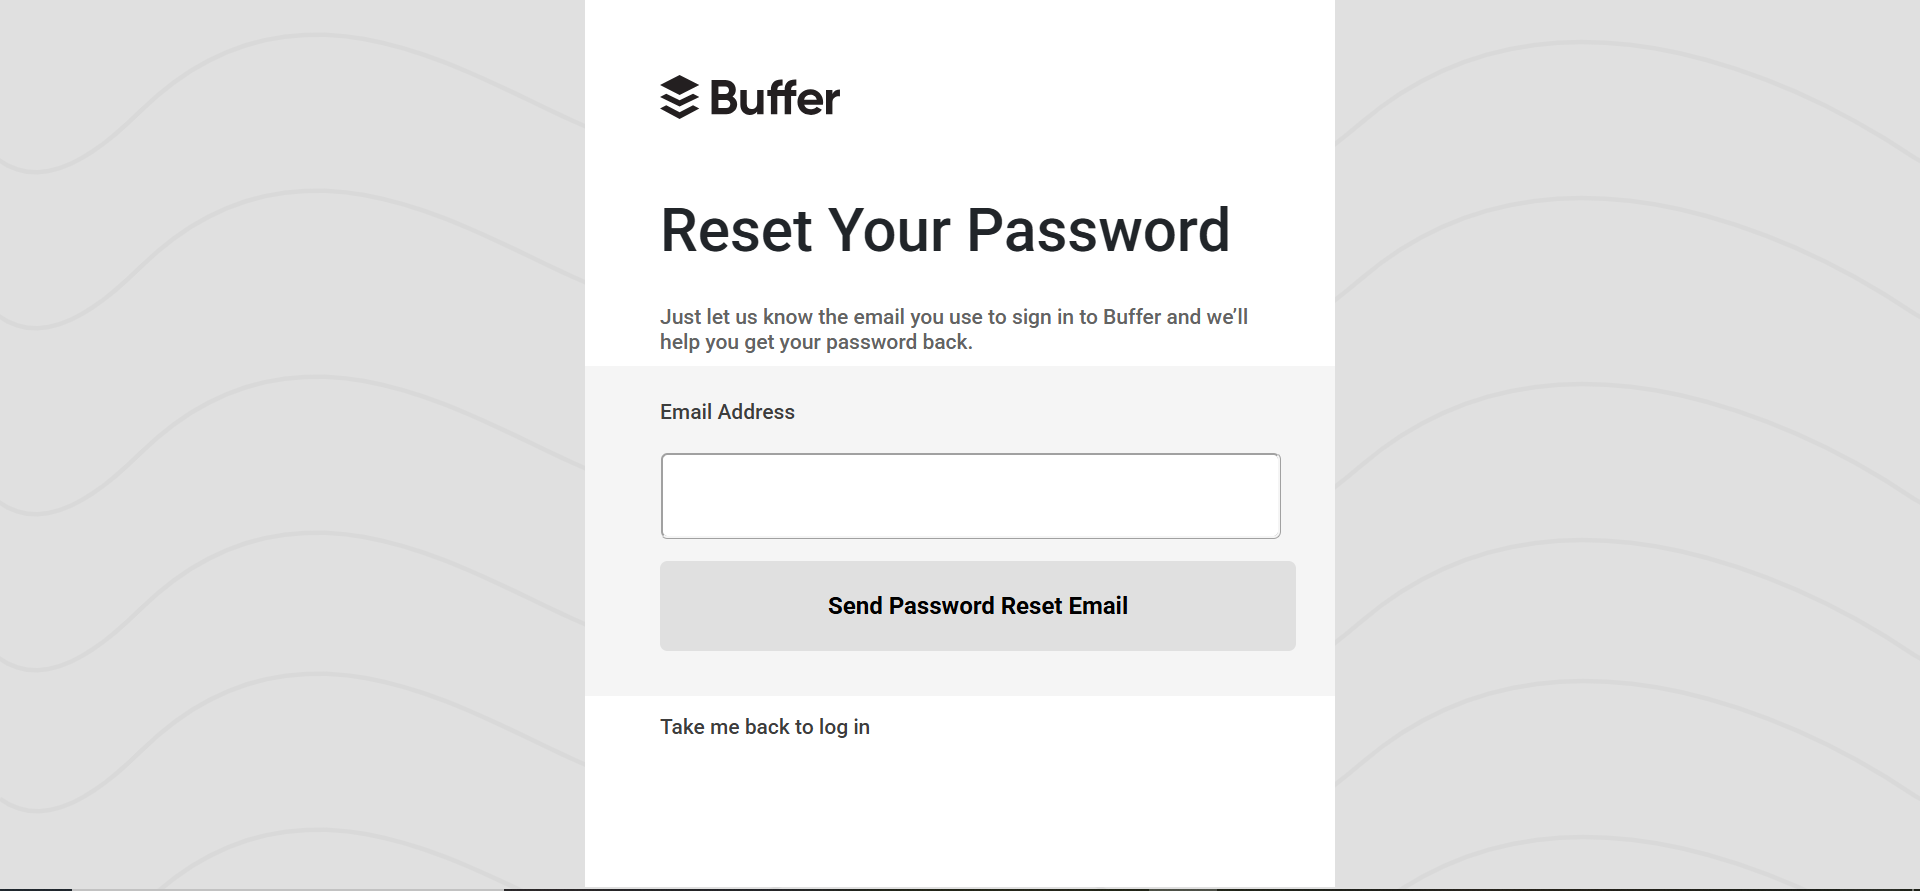 Buffer
Reset Your Password
Just let us know the email you use to sign in to Buffer and we’ll
help you get your password back.
Email Address
Send Password Reset Email
Take me back to log in